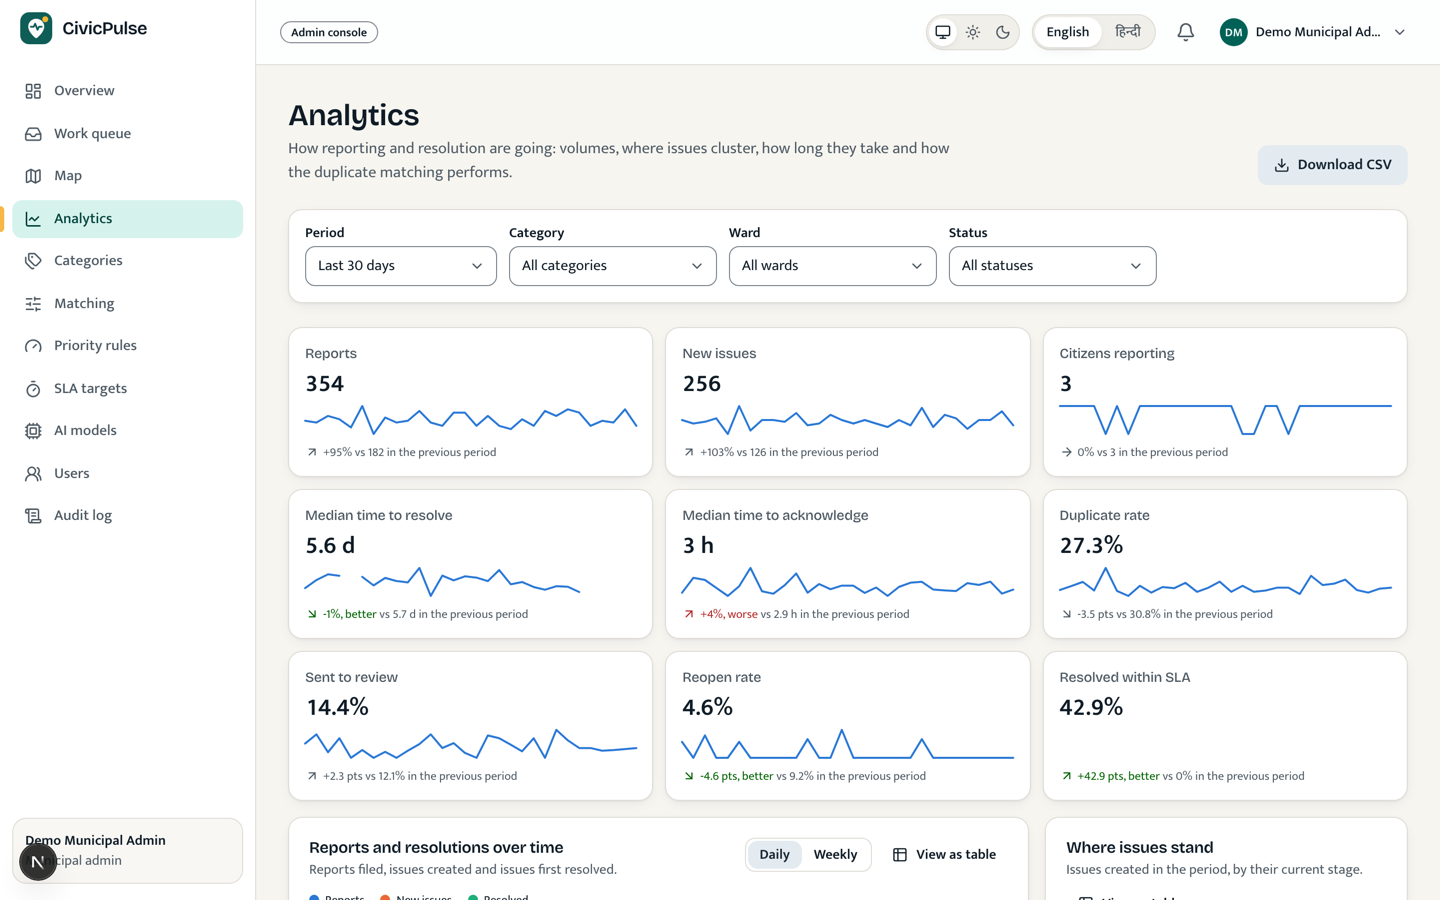 CivicPulse
Admin console
English
हिन्दी
DM
Demo Municipal Ad...
Overview
Work queue
Map
Analytics
Categories
Matching
Priority rules
SLA targets
AI models
Users
Audit log
Demo Municipal Admin
N
cipal admin
Analytics
How reporting and resolution are going: volumes, where issues cluster, how long they take and how
the duplicate matching performs.
Download CSV
Period
Category
Ward
Status
Last 30 days
All categories
All wards
All statuses
Reports
354
+95% vs 182 in the previous period
New issues
256
+103% vs 126 in the previous period
Citizens reporting
3
0% vs 3 in the previous period
Median time to resolve
5.6 d
-1%, better vs 5.7 d in the previous period
Median time to acknowledge
3 h
+4%, worse vs 2.9 h in the previous period
Duplicate rate
27.3%
-3.5 pts vs 30.8% in the previous period
Sent to review
14.4%
+2.3 pts vs 12.1% in the previous period
Reopen rate
4.6%
-4.6 pts, better vs 9.2% in the previous period
Resolved within SLA
42.9%
+42.9 pts, better vs 0% in the previous period
Reports and resolutions over time
Reports filed, issues created and issues first resolved.
Daily
Weekly
View as table
Reports
New issues
Resolved
Where issues stand
Issues created in the period, by their current stage.